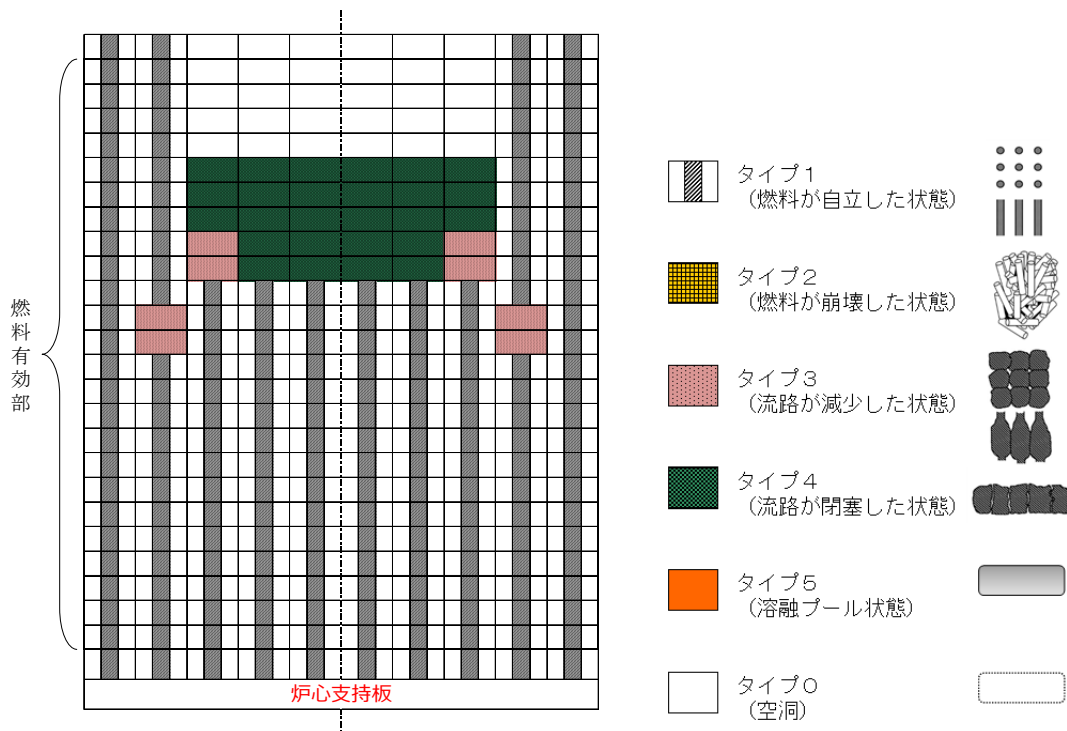 燃料有効部
炉心支持板
タイプ１
（燃料が自立した状態）
タイプ２
（燃料が崩壊した状態）
タイプ３
（流路が減少した状態）
タイプ４
（流路が閉塞した状態）
タイプ５
（溶融プール状態）
タイプ０
（空洞）